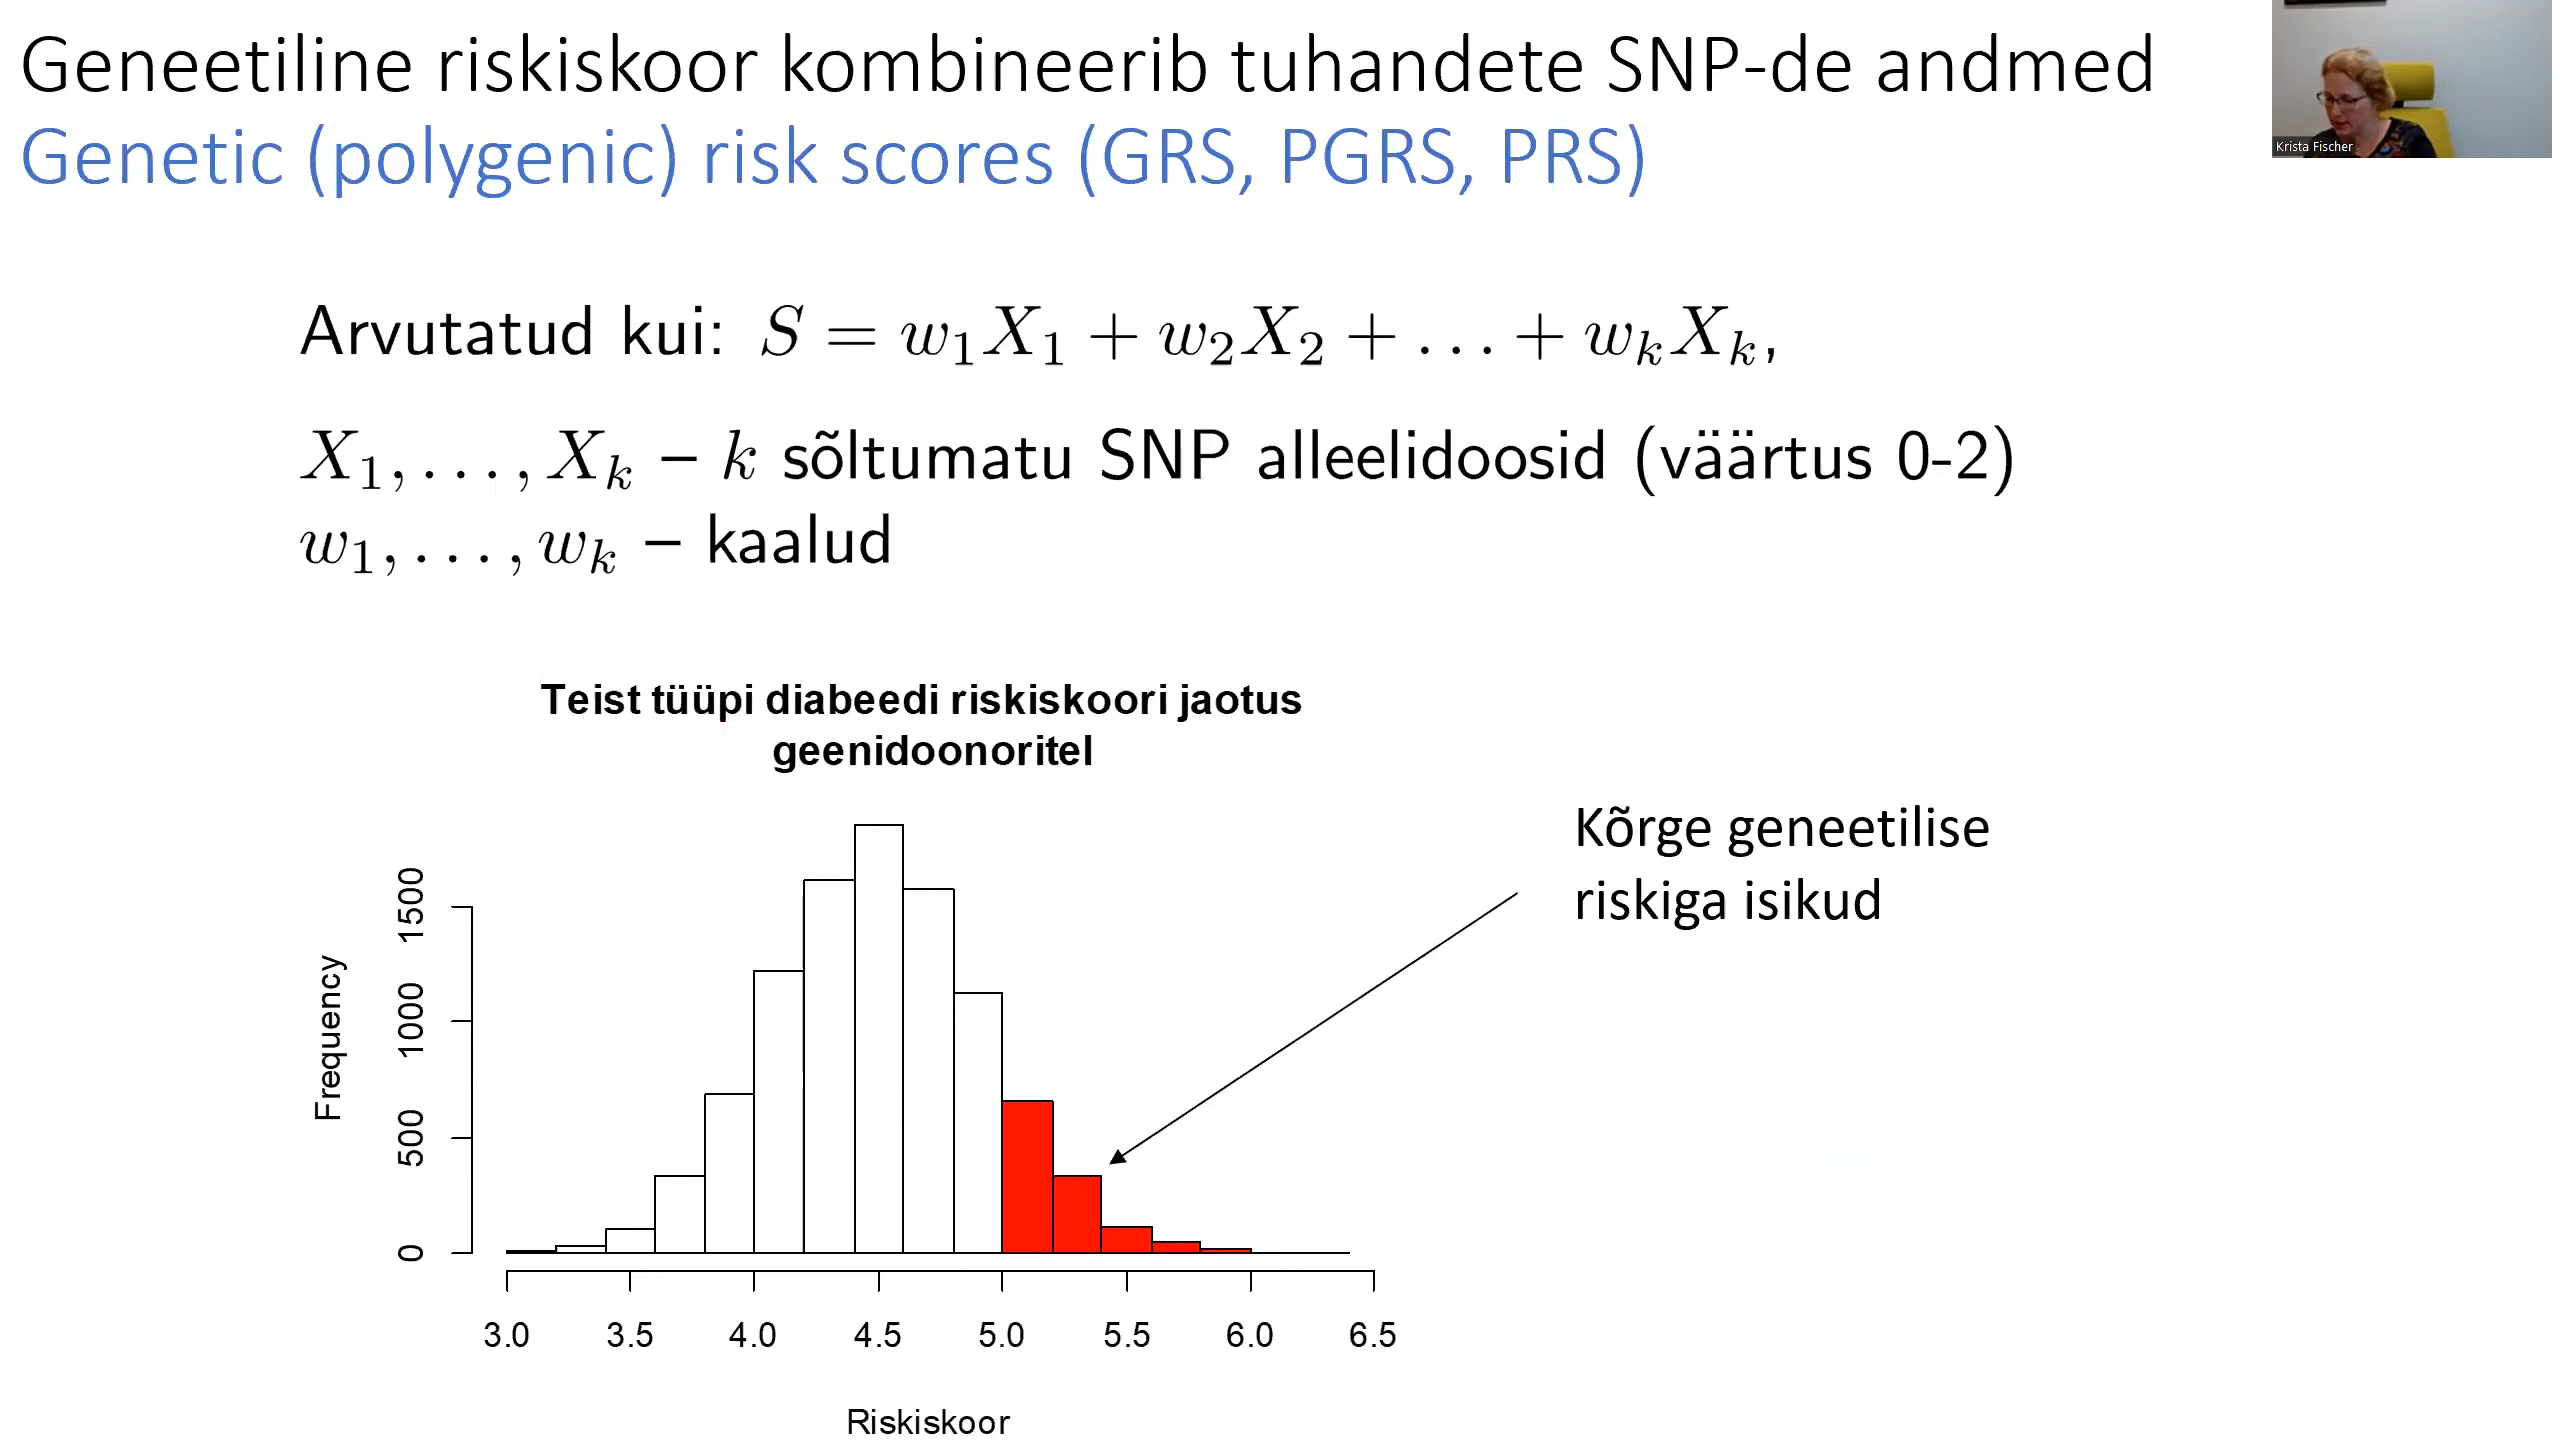 Geneetiline riskiskoor kombineerib tuhandete SNP-de andmed
Genetic (polygenic) risk scores (GRS, PGRS, PRS)
Krista Fischer
Arvutatud kui: S = w₁X₁ + w₂X₂ + . . . + wₖXₖ,
X₁, . . . , Xₖ – k sõltumatu SNP alleelidoosid (väärtus 0-2)
w₁, . . . , wₖ – kaalud
Teist tüüpi diabeedi riskiskoori jaotus
geenidoonoritel
Kõrge geneetilise
riskiga isikud
Frequency
1500
1000
500
0
3.0 3.5 4.0 4.5 5.0 5.5 6.0 6.5
Riskiskoor